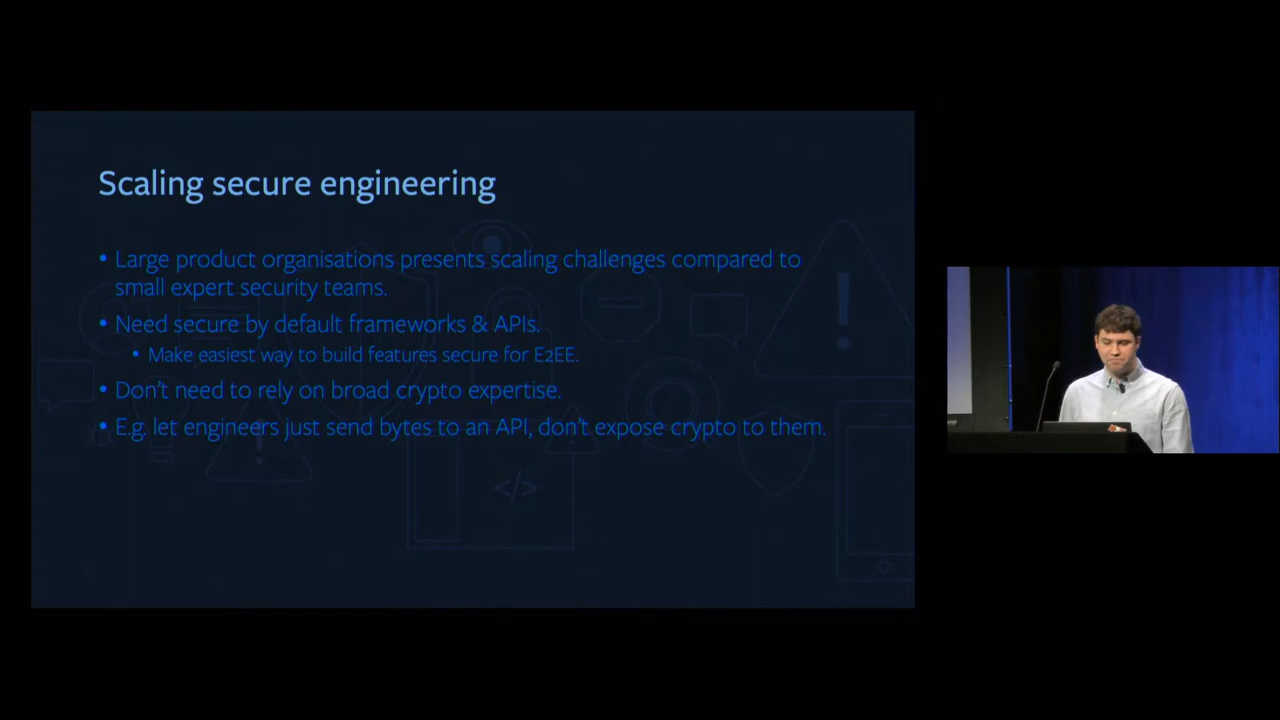 Scaling secure engineering
• Large product organisations presents scaling challenges compared to
small expert security teams.
• Need secure by default frameworks & APIs.
• Make easiest way to build features secure for E2EE.
• Don't need to rely on broad crypto expertise.
• E.g. let engineers just send bytes to an API, don't expose crypto to them.
</>